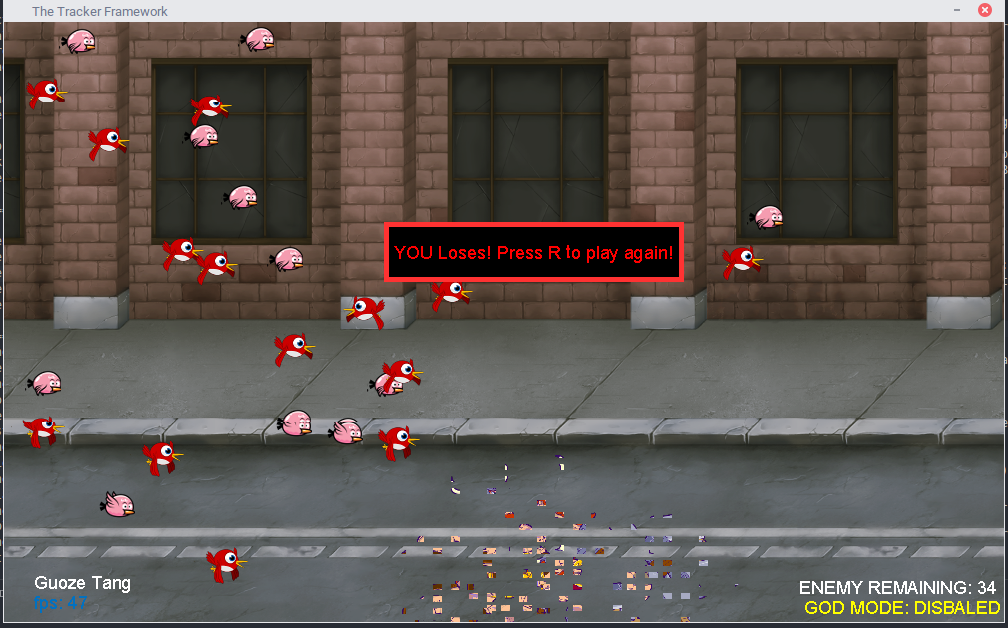 The Tracker Framework
YOU Loses! Press R to play again!
Guoze Tang
fps: 47
ENEMY REMAINING: 34
GOD MODE: DISBALED